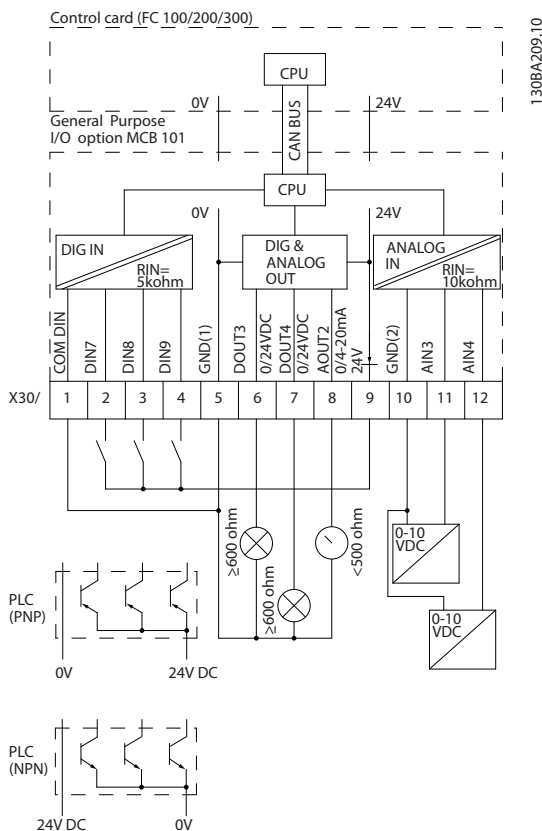 Control card (FC 100/200/300)
130BA209.10
CPU
0V
24V
General Purpose
I/O option MCB 101
CAN BUS
CPU
0V
24V
DIG IN
RIN=
5kohm
DIG &
ANALOG
OUT
ANALOG
IN
RIN=
10kohm
COM DIN
DIN7
DIN8
DIN9
GND(1)
DOUT3
0/24VDC
DOUT4
0/24VDC
AOUT2
0/4-20mA
24V
GND(2)
AIN3
AIN4
X30/
1
2
3
4
5
6
7
8
9
10
11
12
≥600 ohm
≥600 ohm
<500 ohm
0-10
VDC
0-10
VDC
PLC
(PNP)
0V
24V DC
PLC
(NPN)
24V DC
0V